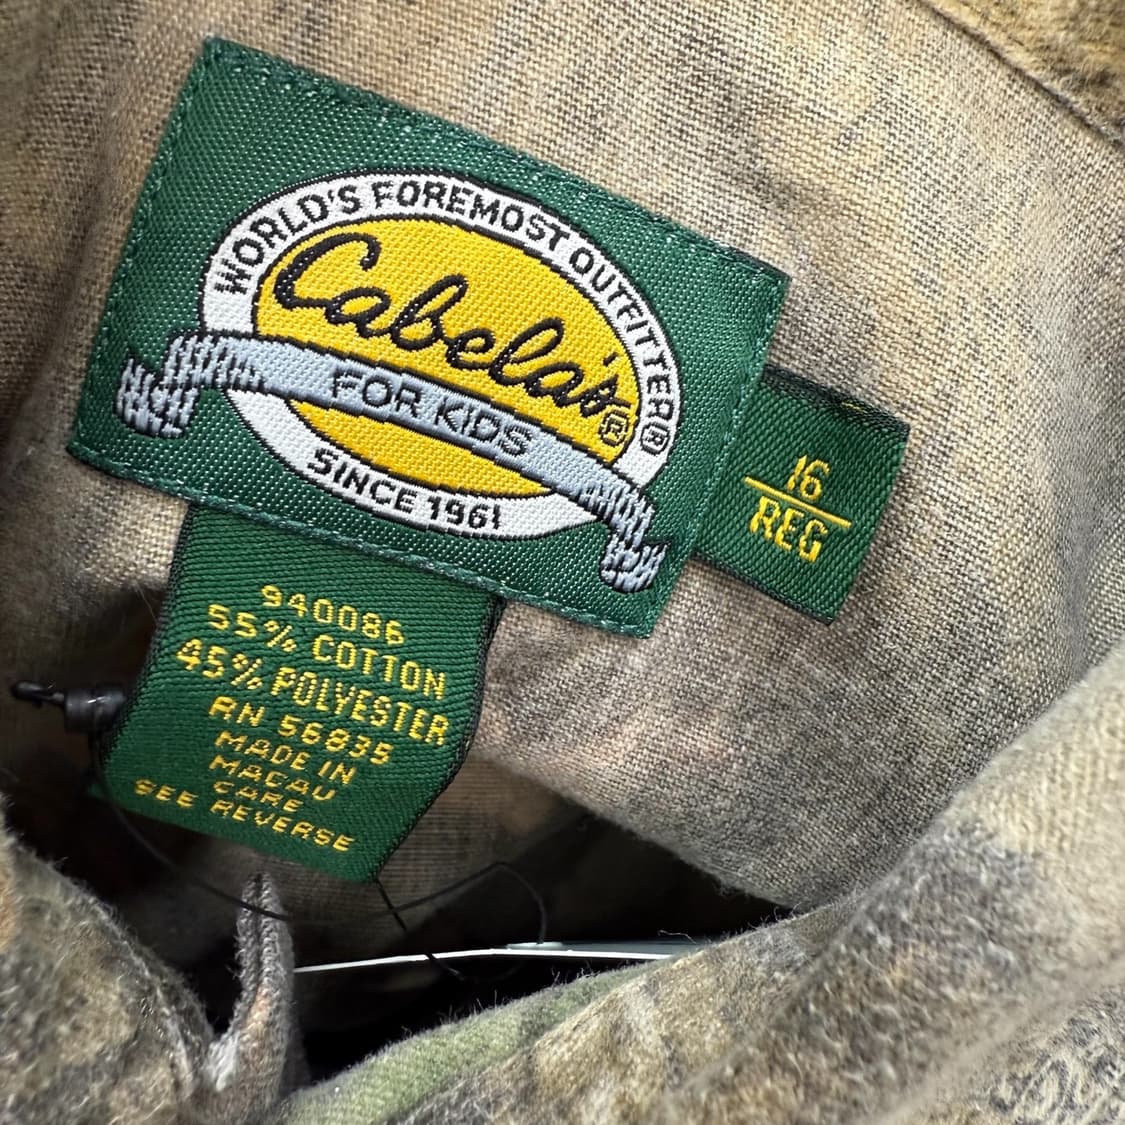 WORLD'S FOREMOST OUTFITTER®
Cabela's®
FOR KIDS
SINCE 1961
16
REG
940086
55% COTTON
45% POLYESTER
RN 56835
MADE IN
MACAU
CARE
SEE REVERSE